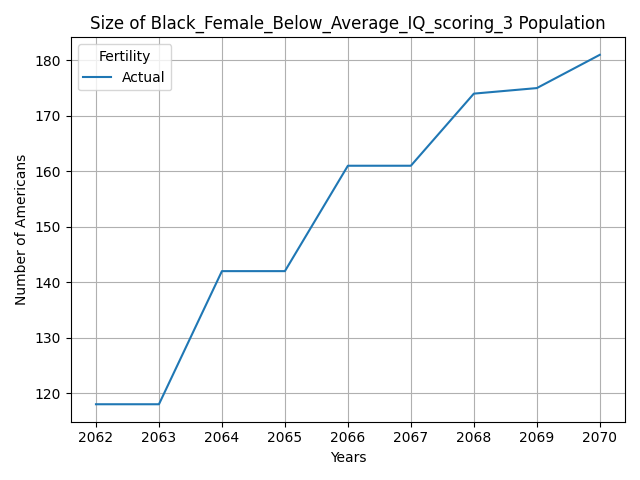 Size of Black_Female_Below_Average_IQ_scoring_3 Population
Fertility
Actual
Number of Americans
180
170
160
150
140
130
120
2062 2063 2064 2065 2066 2067 2068 2069 2070
Years